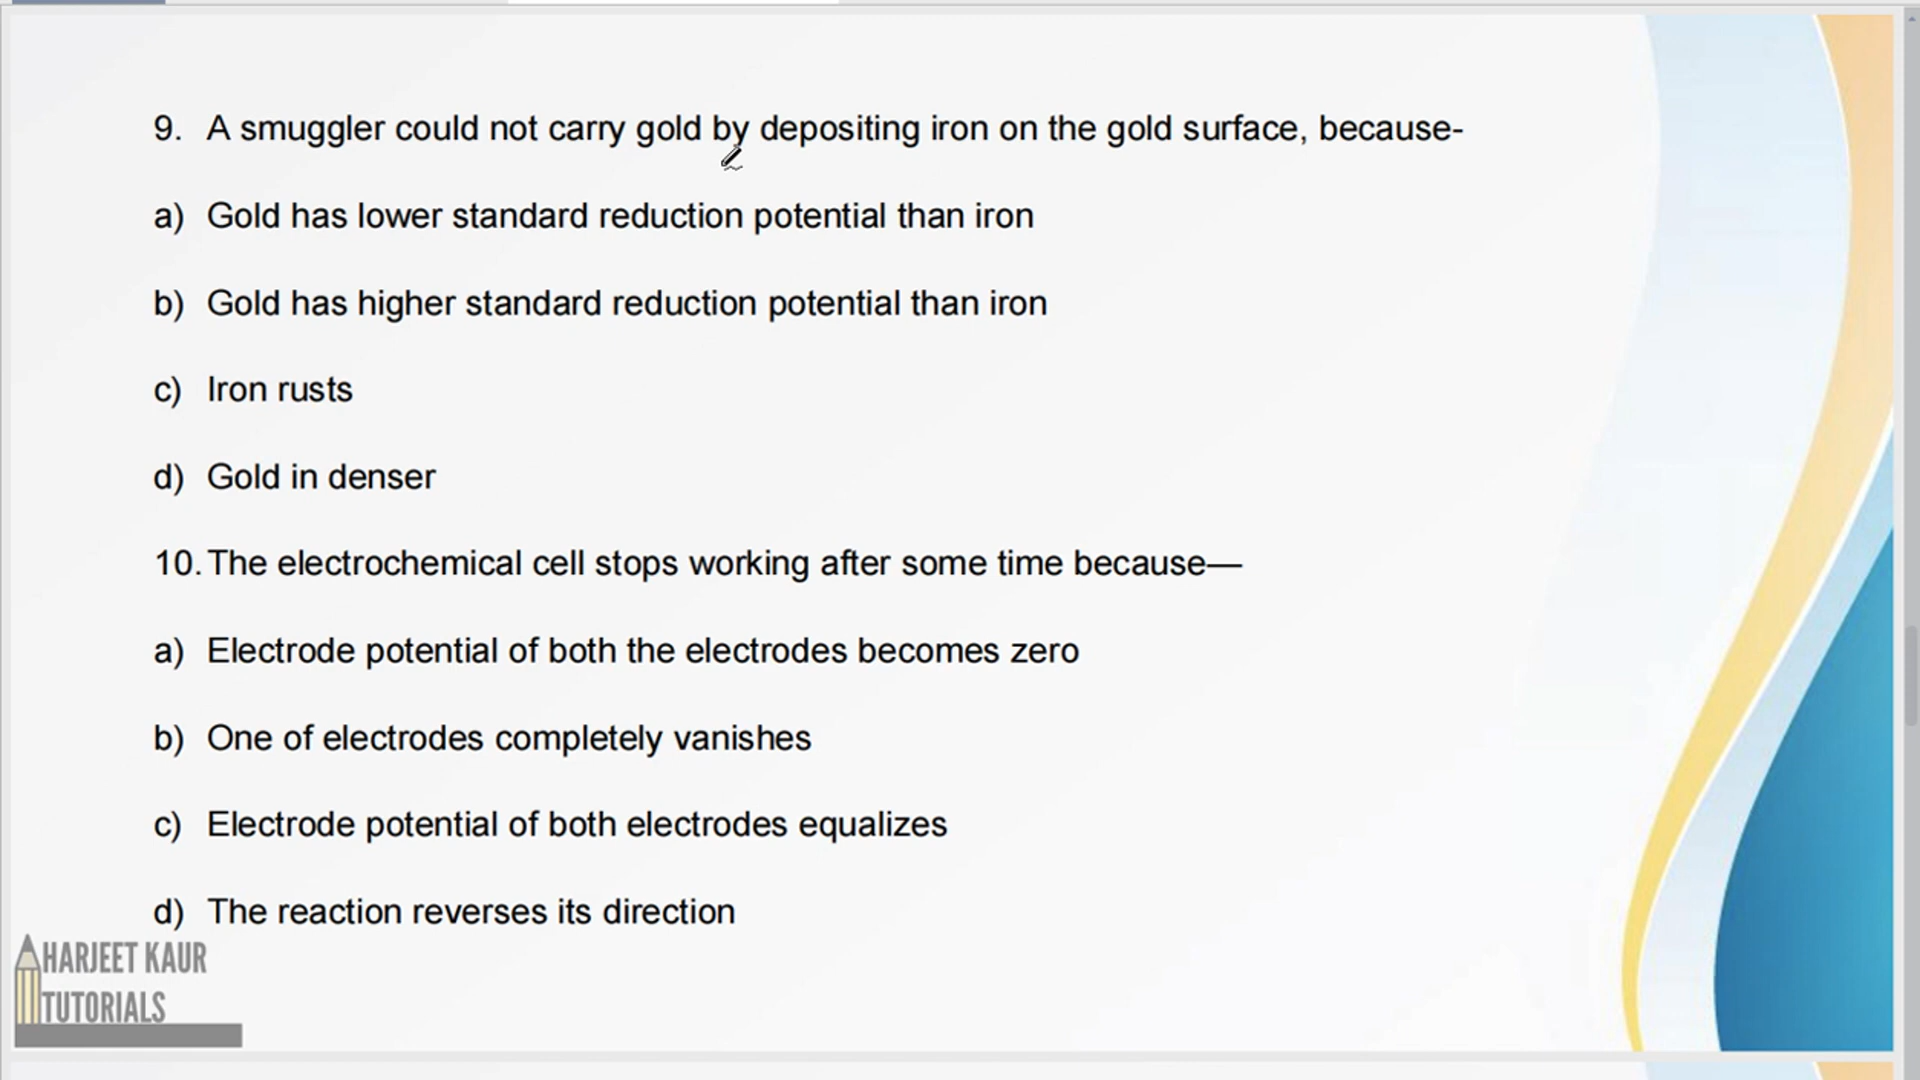 9. A smuggler could not carry gold by depositing iron on the gold surface, because-
a) Gold has lower standard reduction potential than iron
b) Gold has higher standard reduction potential than iron
c) Iron rusts
d) Gold in denser
10. The electrochemical cell stops working after some time because—
a) Electrode potential of both the electrodes becomes zero
b) One of electrodes completely vanishes
c) Electrode potential of both electrodes equalizes
d) The reaction reverses its direction
HARJEET KAUR
TUTORIALS